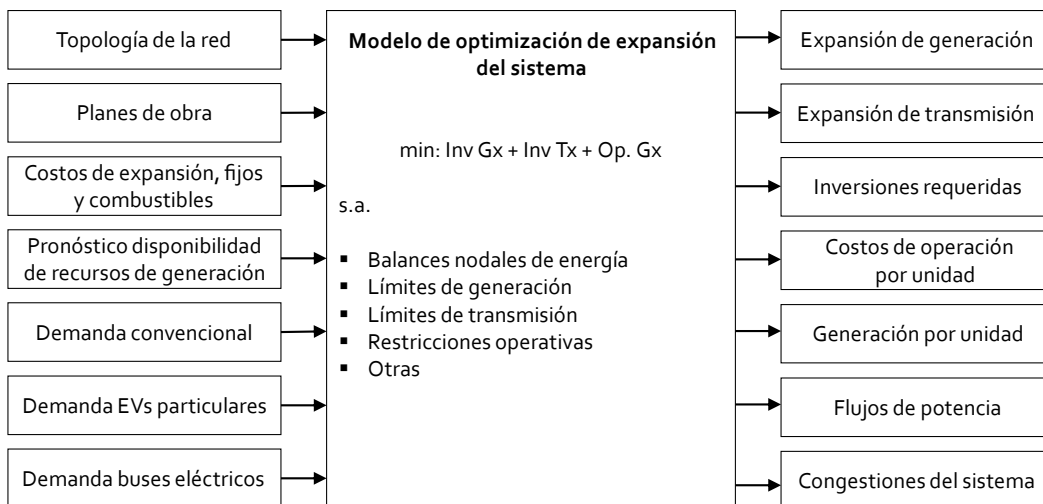 Topología de la red
Planes de obra
Costos de expansión, fijos
y combustibles
Pronóstico disponibilidad
de recursos de generación
Demanda convencional
Demanda EVs particulares
Demanda buses eléctricos
Modelo de optimización de expansión
del sistema
min: Inv Gx + Inv Tx + Op. Gx
s.a.
▪ Balances nodales de energía
▪ Límites de generación
▪ Límites de transmisión
▪ Restricciones operativas
▪ Otras
Expansión de generación
Expansión de transmisión
Inversiones requeridas
Costos de operación
por unidad
Generación por unidad
Flujos de potencia
Congestiones del sistema